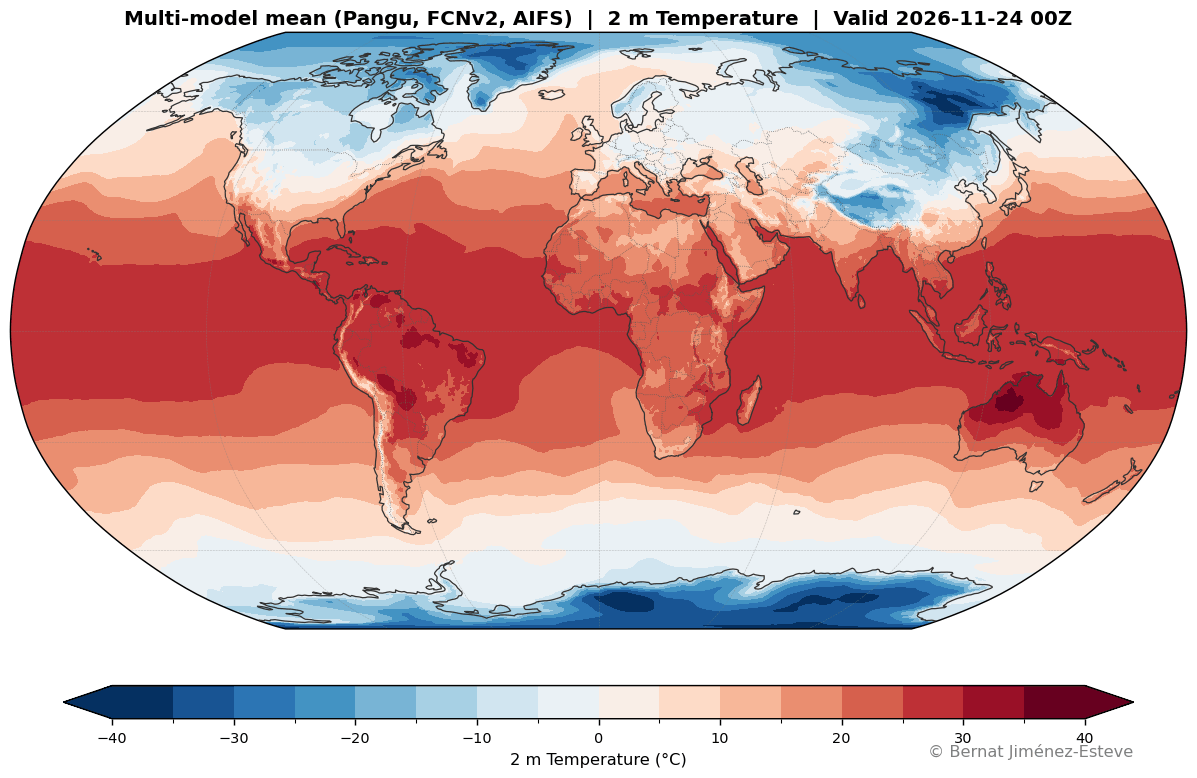 Multi-model mean (Pangu, FCNv2, AIFS)  |  2 m Temperature  |  Valid 2026-11-24 00Z
−40 −30 −20 −10 0 10 20 30 40
2 m Temperature (°C)
© Bernat Jiménez-Esteve